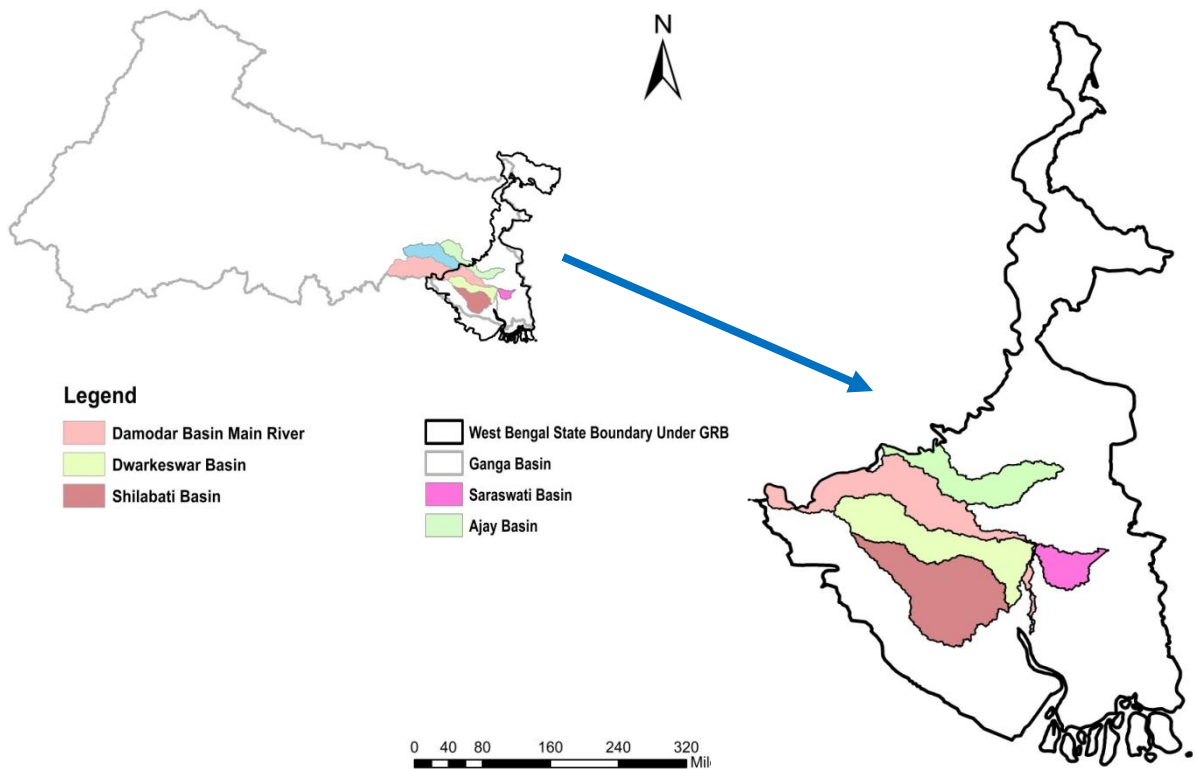 N
Legend
Damodar Basin Main River
Dwarkeswar Basin
Shilabati Basin
West Bengal State Boundary Under GRB
Ganga Basin
Saraswati Basin
Ajay Basin
0 40 80 160 240 320
Mil